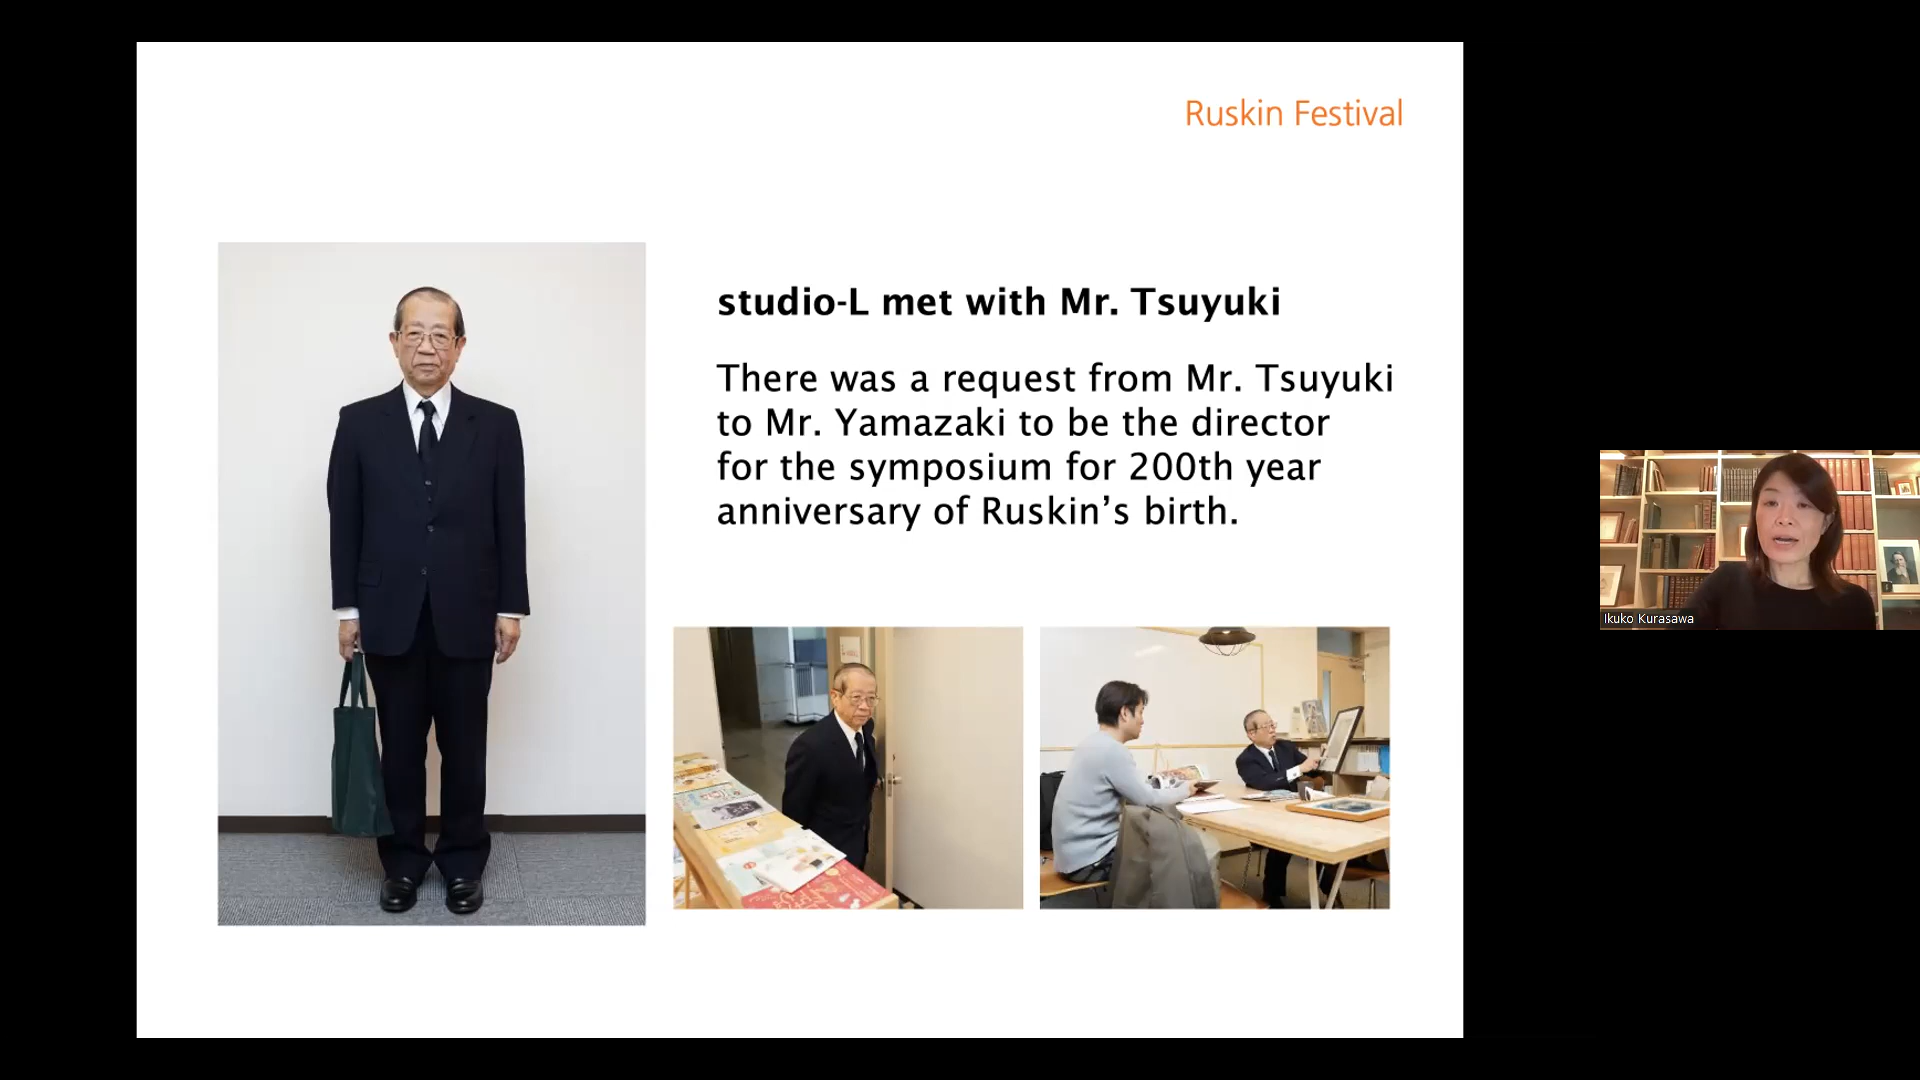 Ruskin Festival
studio-L met with Mr. Tsuyuki
There was a request from Mr. Tsuyuki
to Mr. Yamazaki to be the director
for the symposium for 200th year
anniversary of Ruskin’s birth.
Ikuko Kurasawa